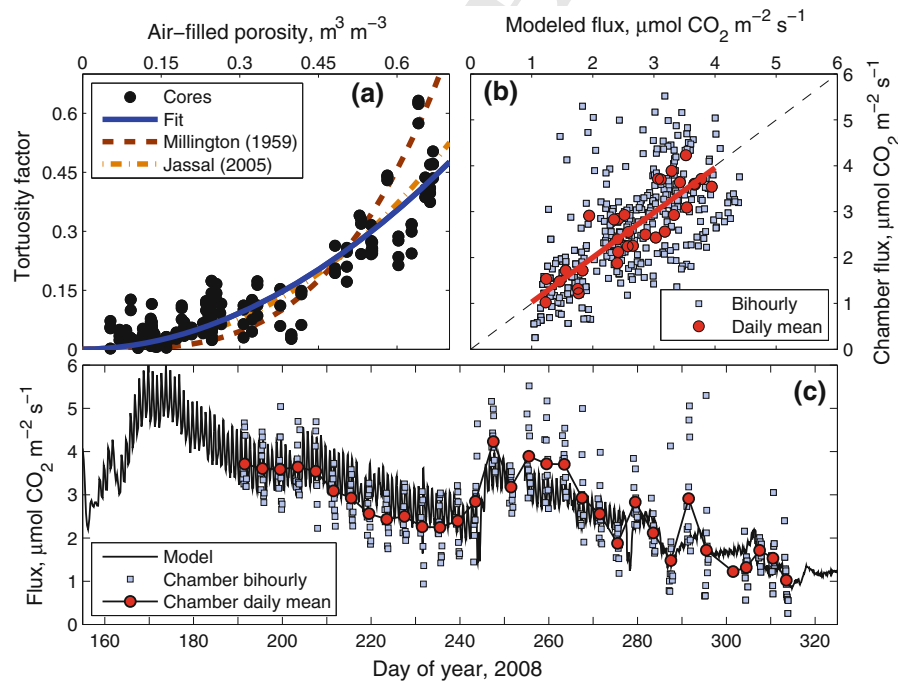 Air−filled porosity, m³ m⁻³
0 0.15 0.3 0.45 0.6
Tortuosity factor
0.6
0.45
0.3
0.15
0
Cores
Fit
Millington (1959)
Jassal (2005)
(a)
Modeled flux, μmol CO₂ m⁻² s⁻¹
0 1 2 3 4 5 6
(b)
6
5
4
3
2
1
0
Chamber flux, μmol CO₂ m⁻² s⁻¹
Bihourly
Daily mean
(c)
6
5
4
3
2
1
0
Flux, μmol CO₂ m⁻² s⁻¹
Model
Chamber bihourly
Chamber daily mean
160 180 200 220 240 260 280 300 320
Day of year, 2008